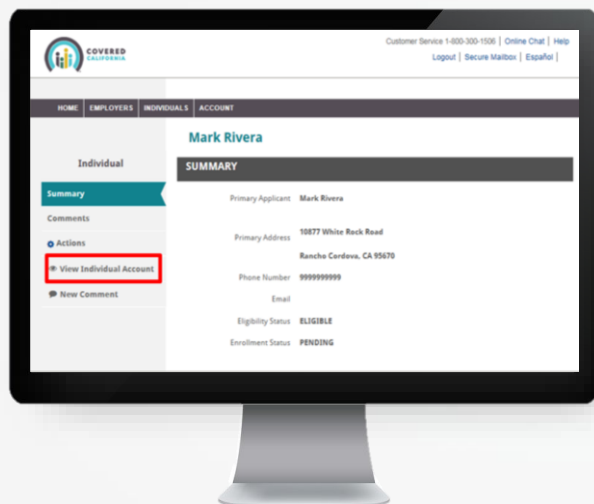 COVERED
CALIFORNIA
Customer Service 1-800-300-1506 | Online Chat | Help
Logout | Secure Mailbox | Español |
HOME EMPLOYERS INDIVIDUALS ACCOUNT
Mark Rivera
Individual
SUMMARY
Summary
Primary Applicant Mark Rivera
Comments
Primary Address 10877 White Rock Road
Rancho Cordova, CA 95670
Actions
View Individual Account
Phone Number 9999999999
New Comment
Email
Eligibility Status ELIGIBLE
Enrollment Status PENDING